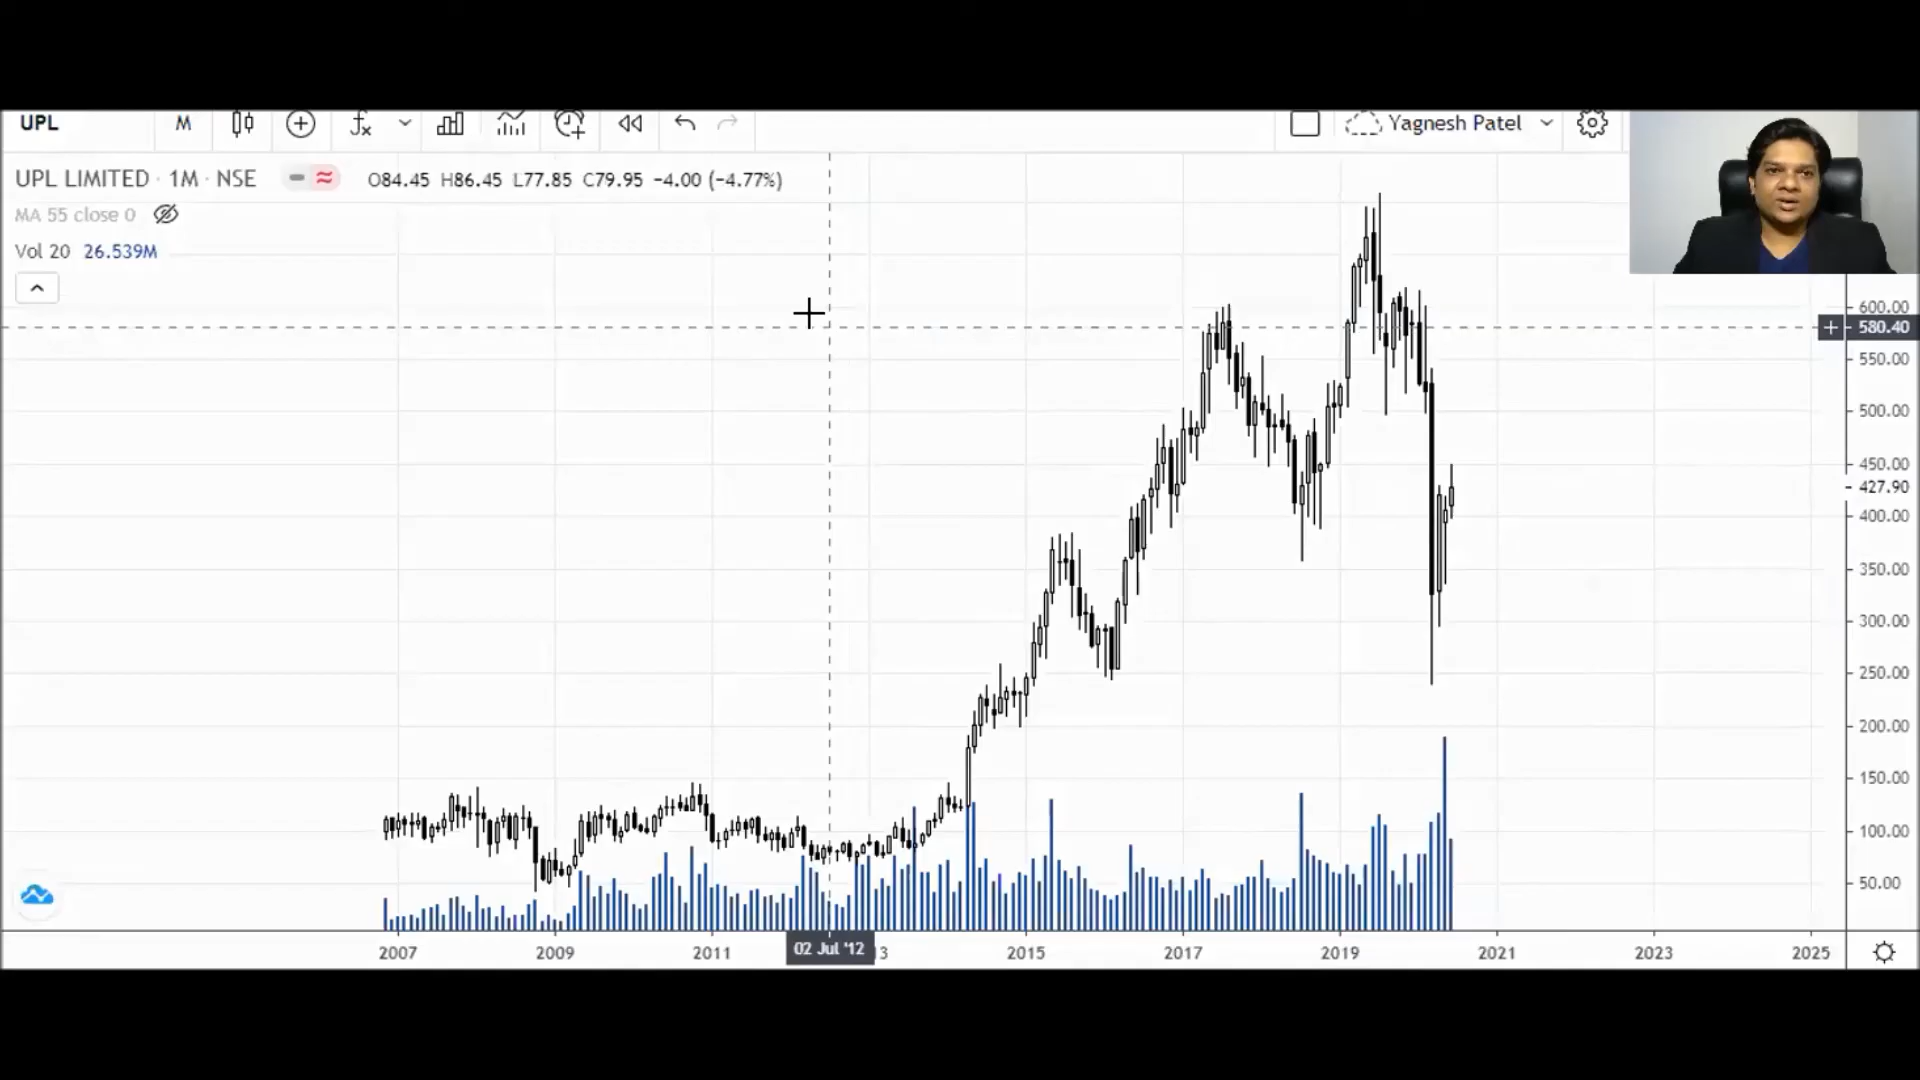 UPL M fx Yagnesh Patel
UPL LIMITED · 1M · NSE O84.45 H86.45 L77.85 C79.95 −4.00 (−4.77%)
MA 55 close 0
Vol 20 26.539M
600.00
580.40
550.00
500.00
450.00
427.90
400.00
350.00
300.00
250.00
200.00
150.00
100.00
50.00
2007 2009 2011 02 Jul '12 2015 2017 2019 2021 2023 2025